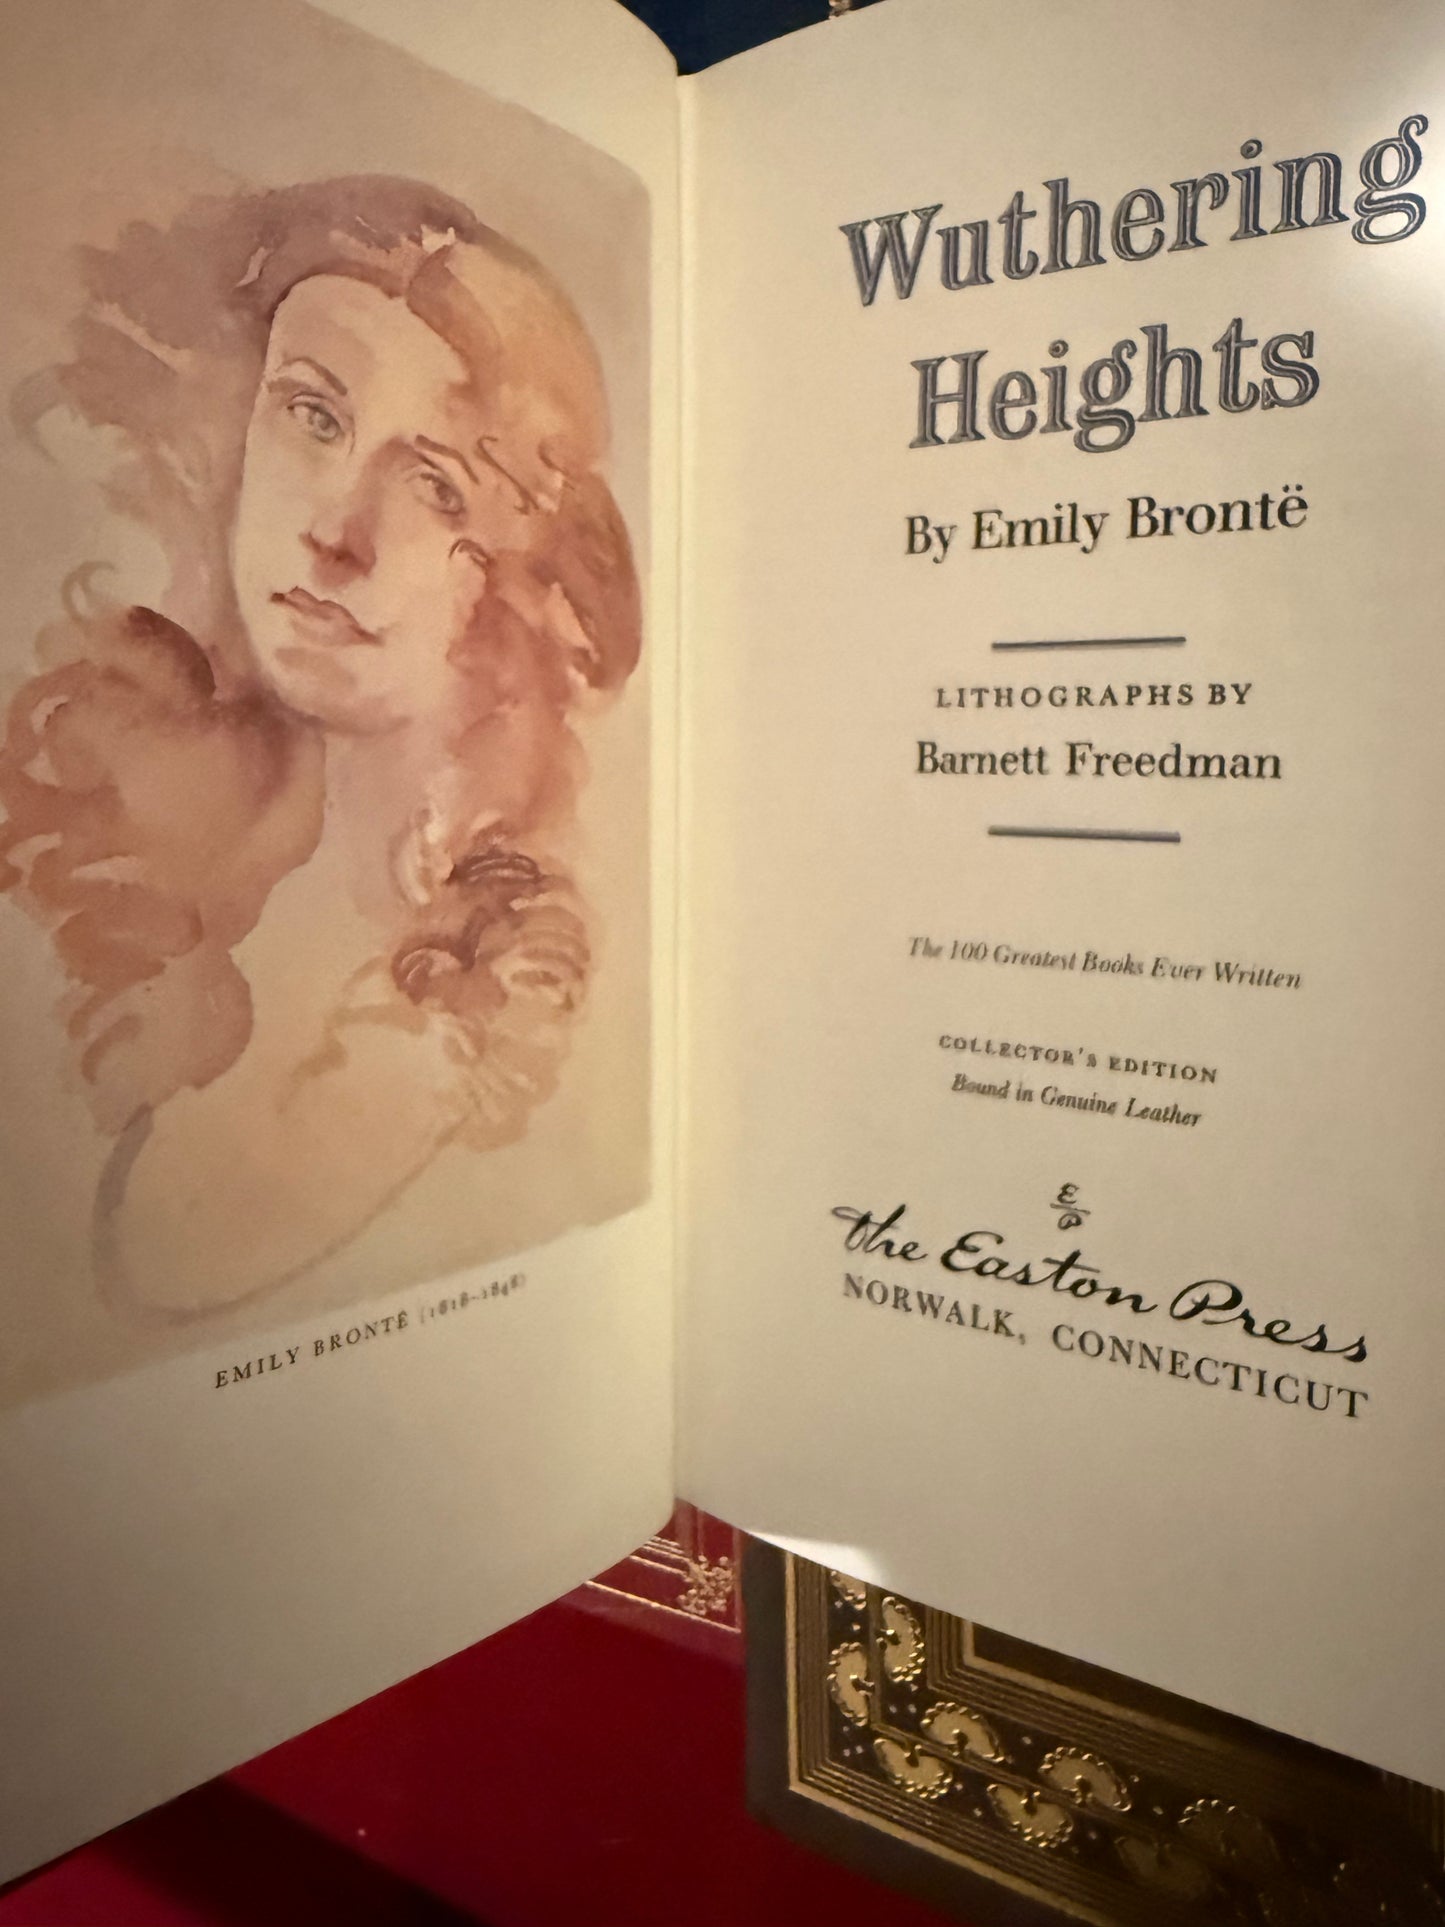 EMILY BRONTË (1818–1848)
Wuthering
Heights
By Emily Brontë
LITHOGRAPHS BY
Barnett Freedman
The 100 Greatest Books Ever Written
COLLECTOR'S EDITION
Bound in Genuine Leather
E/P
The Easton Press
NORWALK, CONNECTICUT